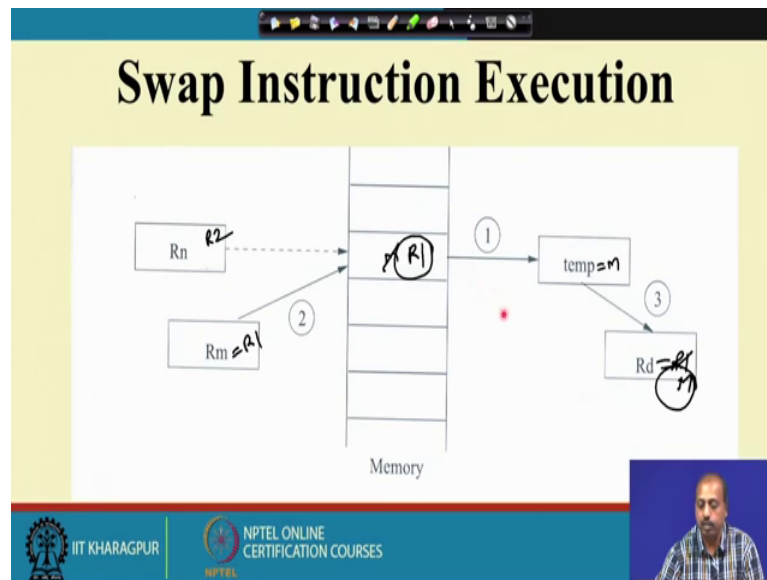 Swap Instruction Execution
Rn R2
R1
1
temp=M
2
3
Rm =R1
Rd =R1
M
Memory
IIT KHARAGPUR
NPTEL
NPTEL ONLINE
CERTIFICATION COURSES